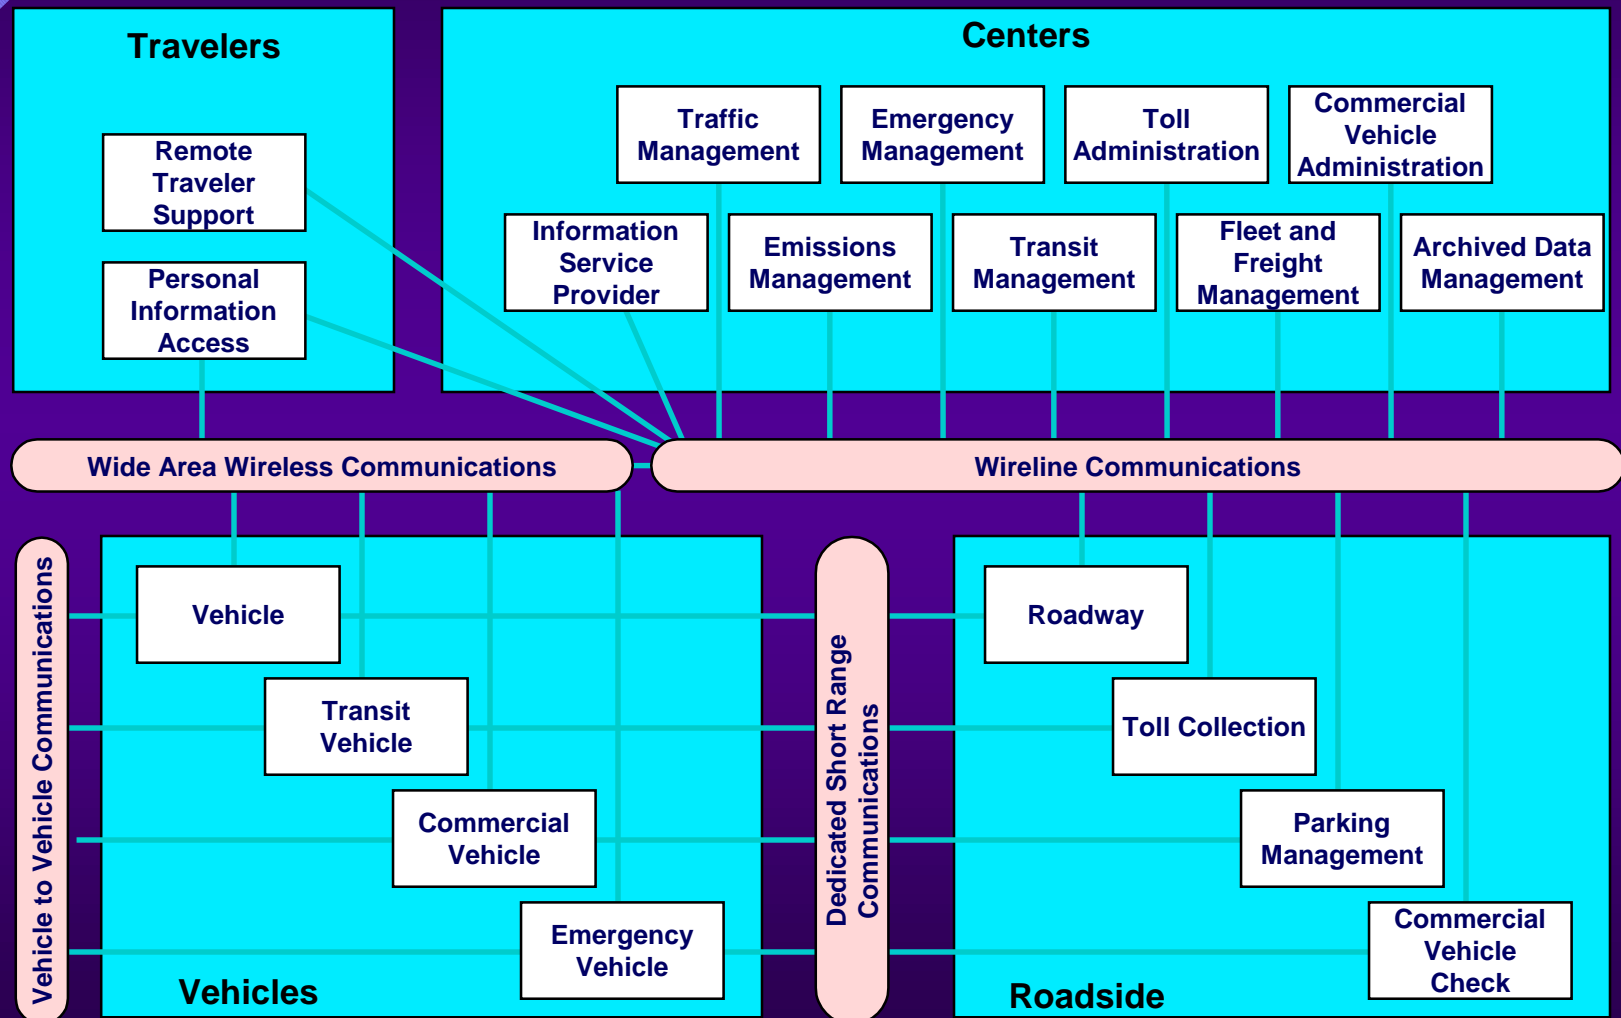 Travelers
Remote
Traveler
Support
Personal
Information
Access
Centers
Traffic
Management
Emergency
Management
Toll
Administration
Commercial
Vehicle
Administration
Information
Service
Provider
Emissions
Management
Transit
Management
Fleet and
Freight
Management
Archived Data
Management
Wide Area Wireless Communications
Wireline Communications
Vehicle to Vehicle Communications
Vehicle
Transit
Vehicle
Commercial
Vehicle
Emergency
Vehicle
Vehicles
Dedicated Short Range
Communications
Roadway
Toll Collection
Parking
Management
Commercial
Vehicle
Check
Roadside